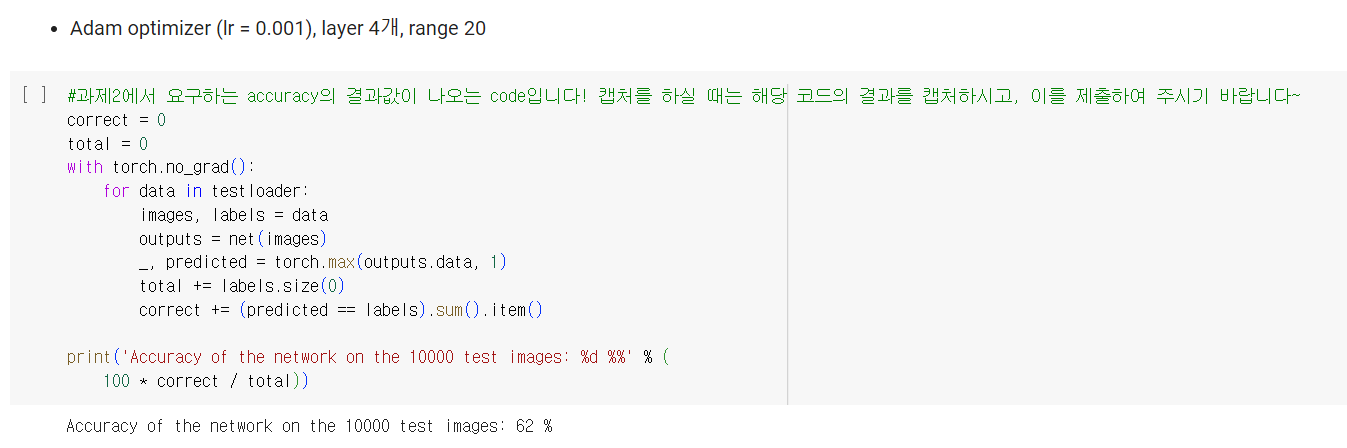 • Adam optimizer (lr = 0.001), layer 4개, range 20
[ ] #과제2에서 요구하는 accuracy의 결과값이 나오는 code입니다! 캡처를 하실 때는 해당 코드의 결과를 캡처하시고, 이를 제출하여 주시기 바랍니다~
correct = 0
total = 0
with torch.no_grad():
    for data in testloader:
        images, labels = data
        outputs = net(images)
        _, predicted = torch.max(outputs.data, 1)
        total += labels.size(0)
        correct += (predicted == labels).sum().item()
print('Accuracy of the network on the 10000 test images: %d %%' % (
    100 * correct / total))
Accuracy of the network on the 10000 test images: 62 %